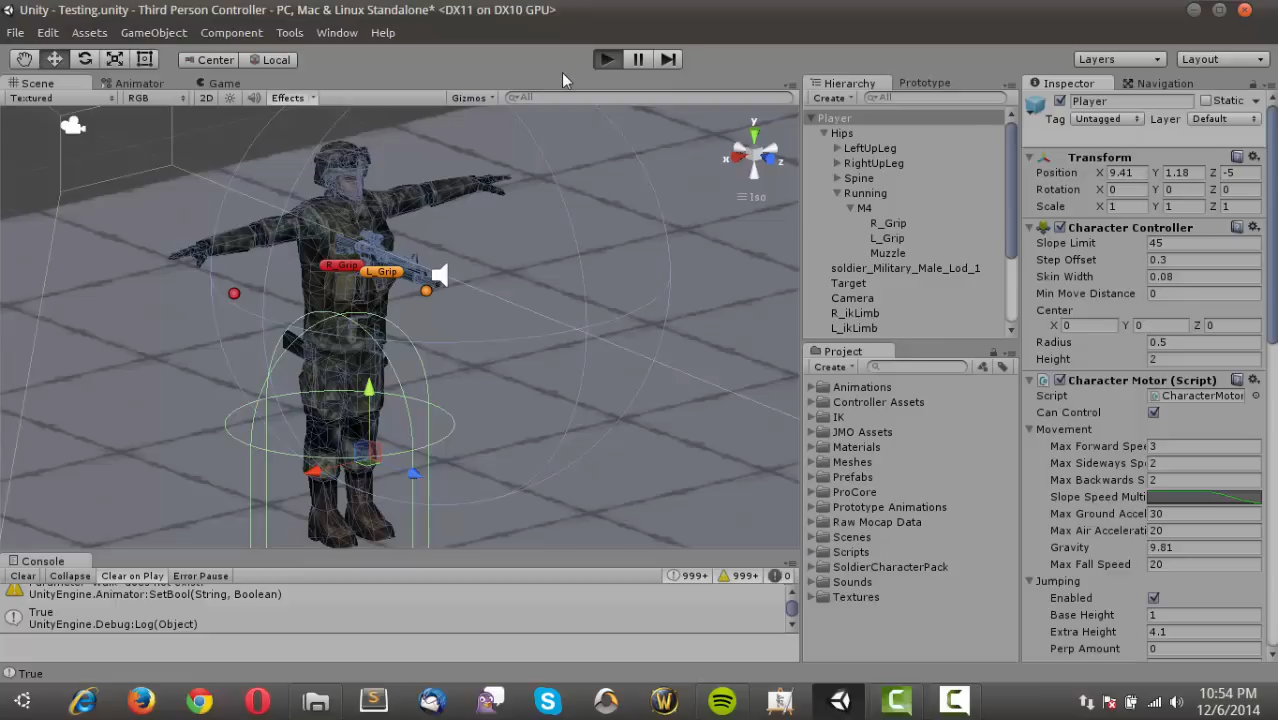 Unity - Testing.unity - Third Person Controller - PC, Mac & Linux Standalone* <DX11 on DX10 GPU>
File Edit Assets GameObject Component Tools Window Help
Center Local Layers Layout
Scene Animator Game
Textured RGB 2D Effects Gizmos All
Hierarchy Prototype
Create All
Player
Hips
LeftUpLeg
RightUpLeg
Spine
Running
M4
R_Grip
L_Grip
Muzzle
soldier_Military_Male_Lod_1
Target
Camera
R_ikLimb
L_ikLimb
y
x
z
Iso
R_Grip
L_Grip
Project
Create
Animations
Controller Assets
IK
JMO Assets
Materials
Meshes
Prefabs
ProCore
Prototype Animations
Raw Mocap Data
Scenes
Scripts
SoldierCharacterPack
Sounds
Textures
Inspector Navigation
Player Static
Tag Untagged Layer Default
Transform
Position X 9.41 Y 1.18 Z -5
Rotation X 0 Y 0 Z 0
Scale X 1 Y 1 Z 1
Character Controller
Slope Limit 45
Step Offset 0.3
Skin Width 0.08
Min Move Distance 0
Center
X 0 Y 0 Z 0
Radius 0.5
Height 2
Character Motor (Script)
Script CharacterMotor
Can Control
Movement
Max Forward Spee 3
Max Sideways Sp 2
Max Backwards S 2
Slope Speed Multi
Max Ground Accel 30
Max Air Accelerati 20
Gravity 9.81
Max Fall Speed 20
Jumping
Enabled
Base Height 1
Extra Height 4.1
Perp Amount 0
Console
Clear Collapse Clear on Play Error Pause 999+ 999+ 0
UnityEngine.Animator:SetBool(String, Boolean)
True
UnityEngine.Debug:Log(Object)
True
10:54 PM
12/6/2014